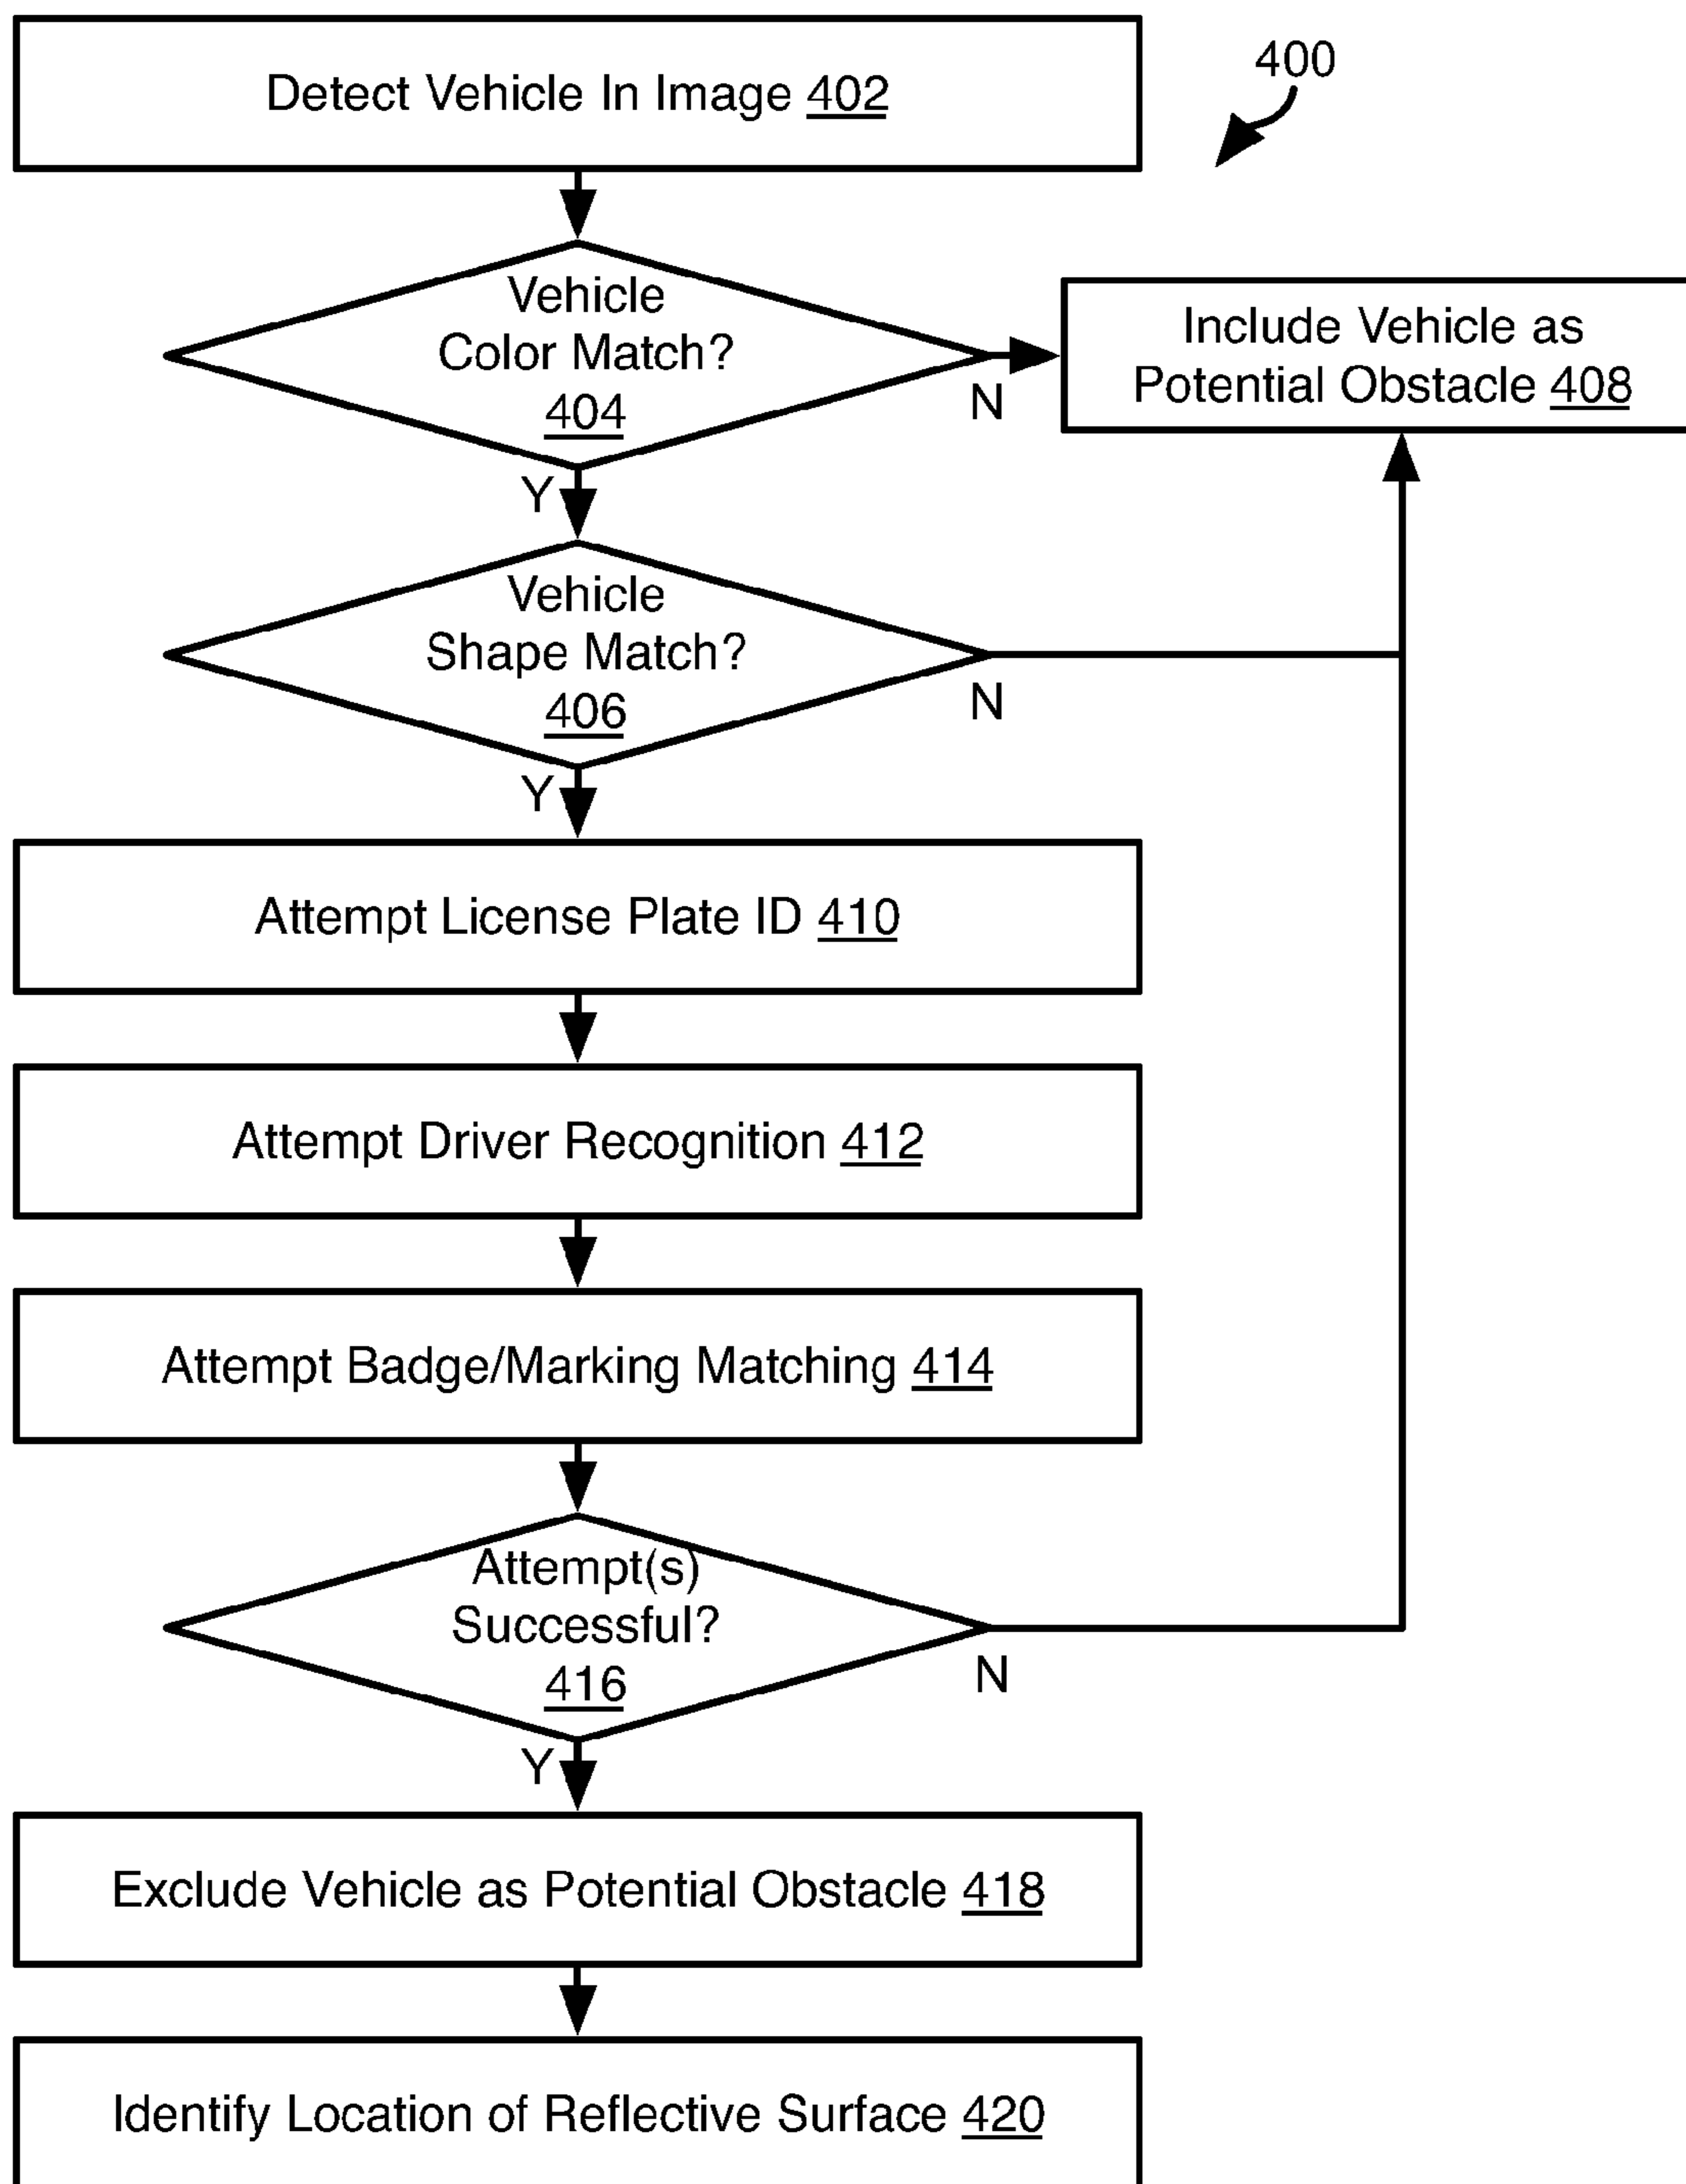 Detect Vehicle In Image 402
400
Vehicle
Color Match?
404
N
Include Vehicle as
Potential Obstacle 408
Y
Vehicle
Shape Match?
406
N
Y
Attempt License Plate ID 410
Attempt Driver Recognition 412
Attempt Badge/Marking Matching 414
Attempt(s)
Successful?
416
N
Y
Exclude Vehicle as Potential Obstacle 418
Identify Location of Reflective Surface 420